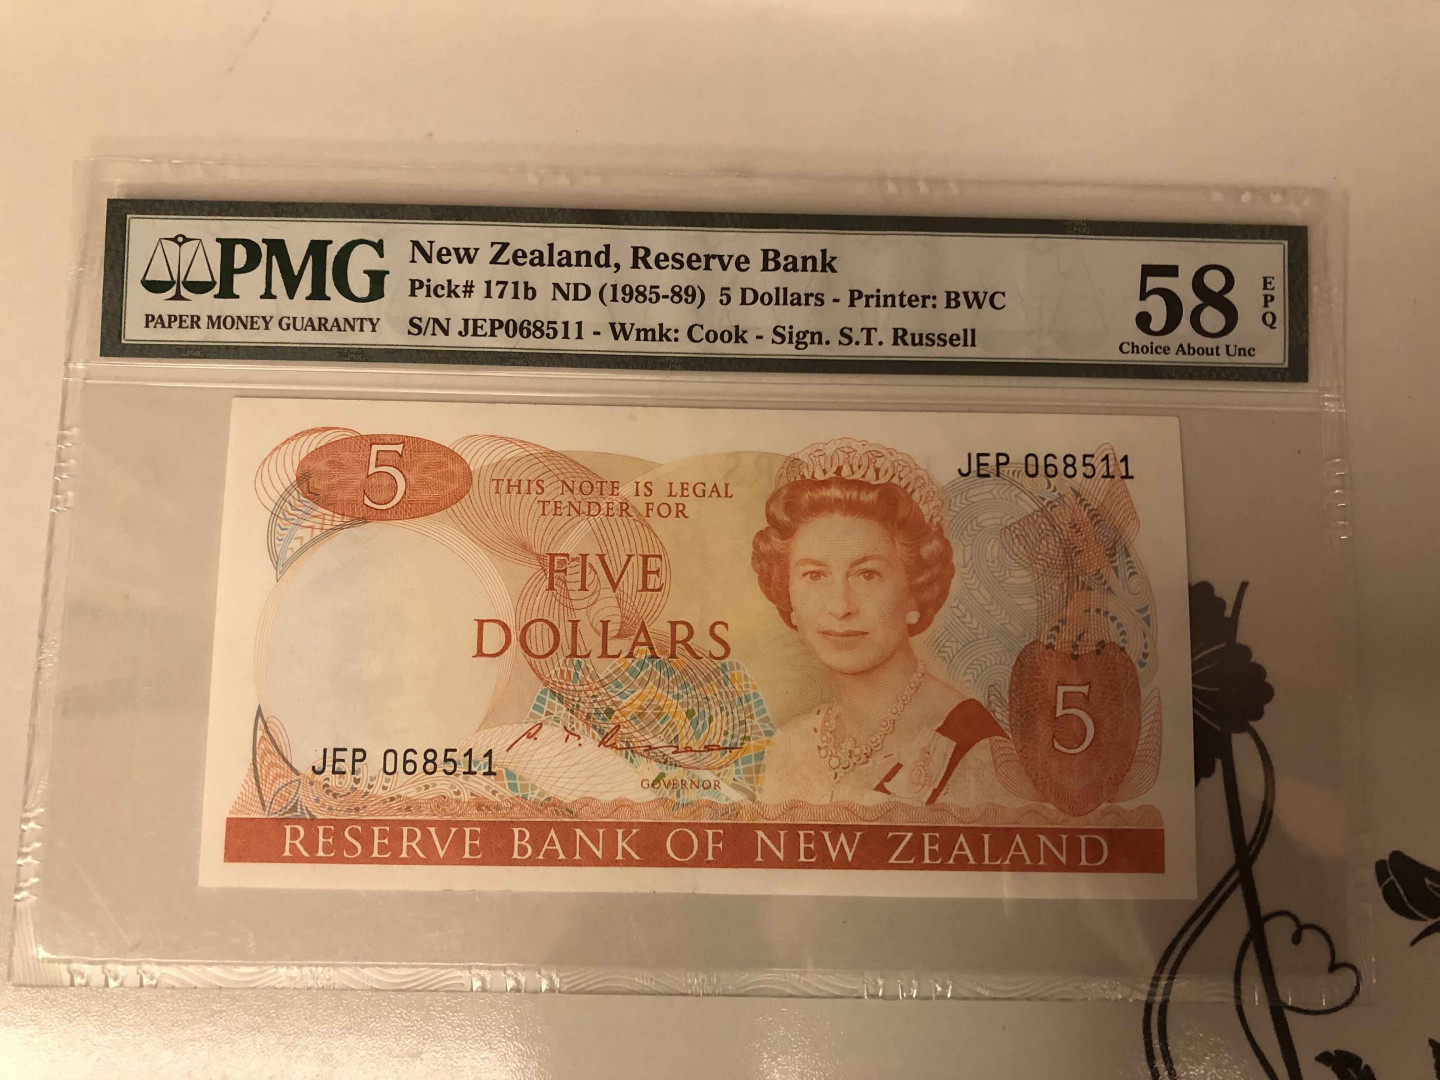 PMG
PAPER MONEY GUARANTY
New Zealand, Reserve Bank
Pick# 171b ND (1985-89) 5 Dollars - Printer: BWC
S/N JEP068511 - Wmk: Cook - Sign. S.T. Russell
58
EPQ
Choice About Unc
5
THIS NOTE IS LEGAL
TENDER FOR
FIVE
DOLLARS
JEP 068511
5
JEP 068511
S. T. Russell
GOVERNOR
RESERVE BANK OF NEW ZEALAND